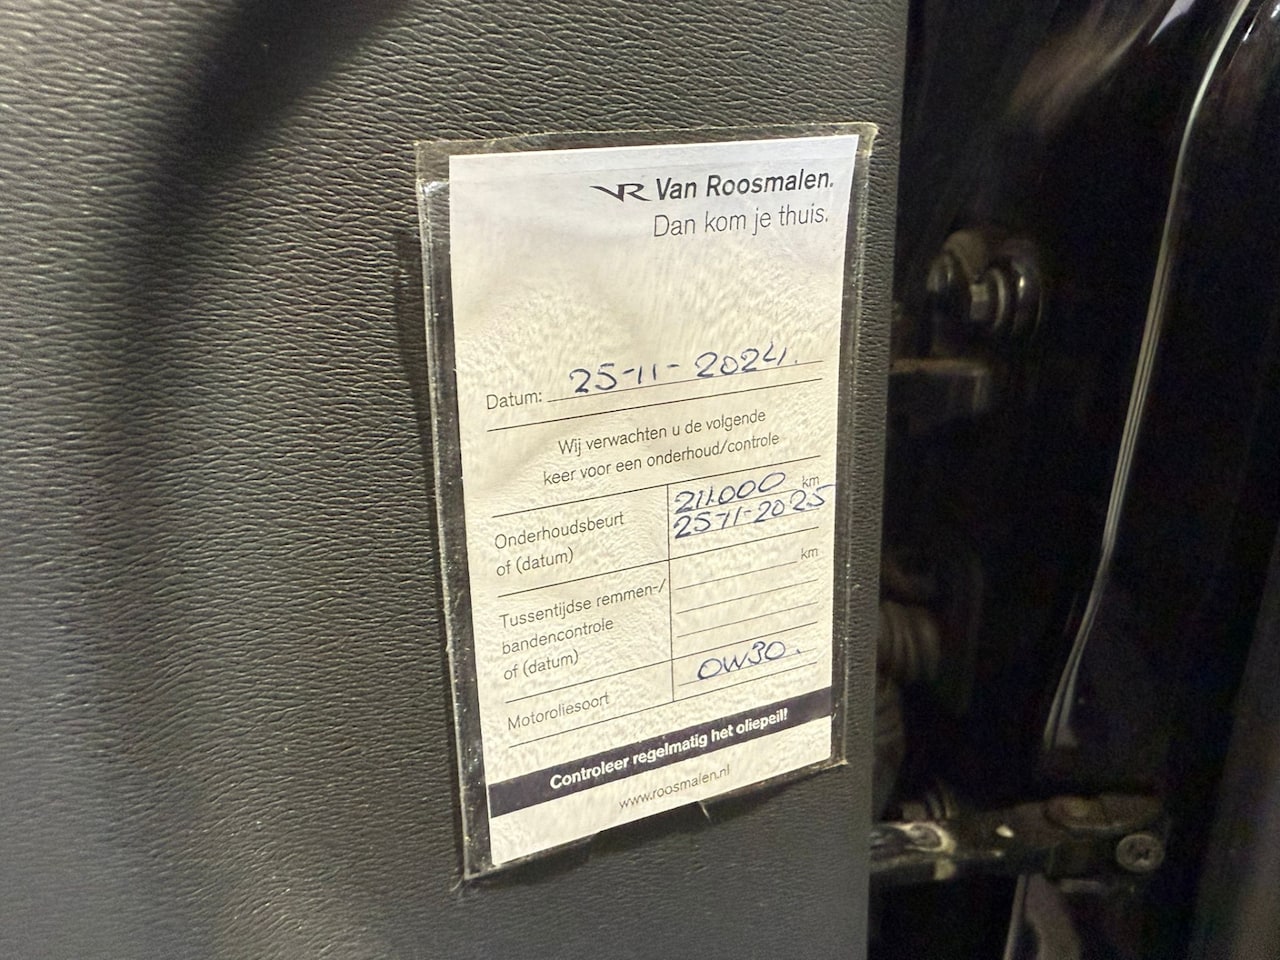 VR Van Roosmalen.
Dan kom je thuis.
Datum: 25-11-2024.
Wij verwachten u de volgende
keer voor een onderhoud/controle
Onderhoudsbeurt 211.000 km
of (datum) 25-11-2025
Tussentijdse remmen-/ km
bandencontrole
of (datum)
Motoroliesoort 0W30.
Controleer regelmatig het oliepeil!
www.roosmalen.nl